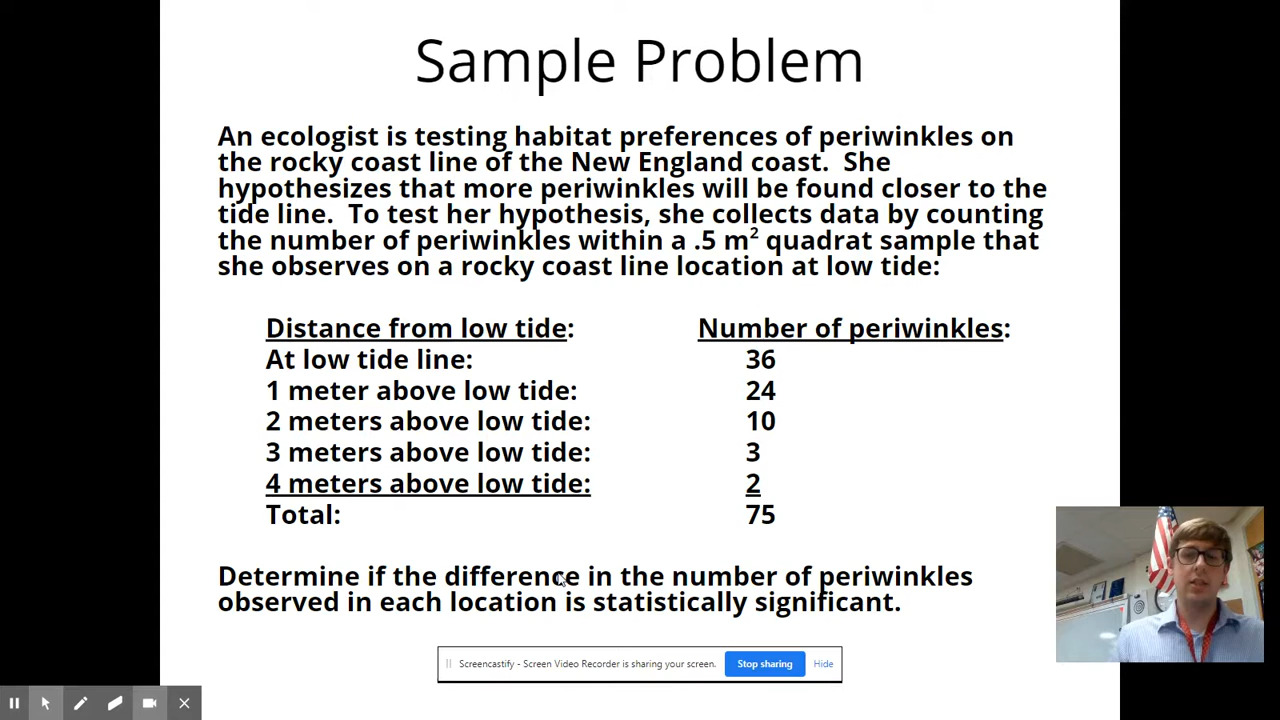 Sample Problem
An ecologist is testing habitat preferences of periwinkles on
the rocky coast line of the New England coast.  She
hypothesizes that more periwinkles will be found closer to the
tide line.  To test her hypothesis, she collects data by counting
the number of periwinkles within a .5 m² quadrat sample that
she observes on a rocky coast line location at low tide:
Distance from low tide: Number of periwinkles:
At low tide line: 36
1 meter above low tide: 24
2 meters above low tide: 10
3 meters above low tide: 3
4 meters above low tide: 2
Total: 75
Determine if the difference in the number of periwinkles
observed in each location is statistically significant.
Screencastify - Screen Video Recorder is sharing your screen. Stop sharing Hide